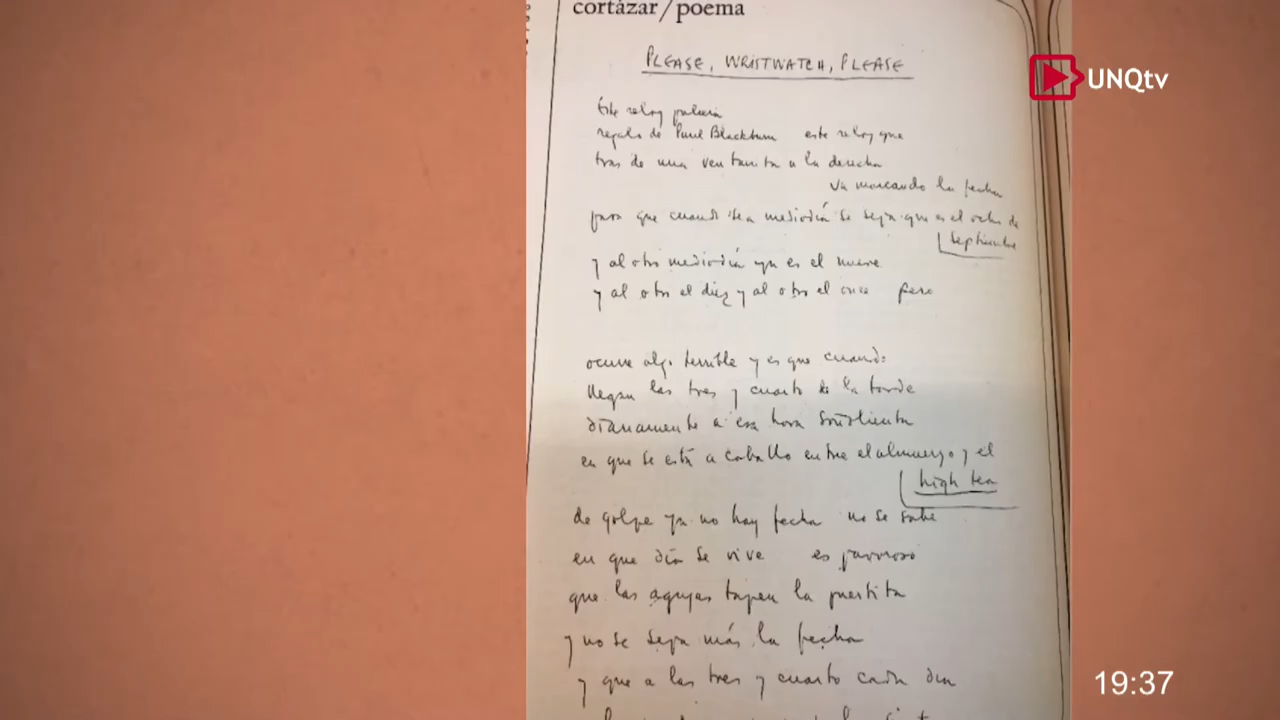 cortázar/poema
PLEASE, WRISTWATCH, PLEASE
UNQtv
Este reloj pulsera
regalo de Paul Blackburn este reloj que
tras de una ventanita a la derecha
va marcando la fecha
para que cuando sea mediodía se sepa que es el ocho de
septiembre
y al otro mediodía ya es el nueve
y al otro el diez y al otro el once pero
ocurre algo terrible y es que cuando
llegan las tres y cuarto de la tarde
diariamente a esa hora
en que se está a caballo entre el almuerzo y el
high tea
de golpe ya no hay fecha no se sabe
en que día se vive es pavoroso
que las agujas tapen la puertita
y no se sepa más la fecha
y que a las tres y cuarto cada día
19:37